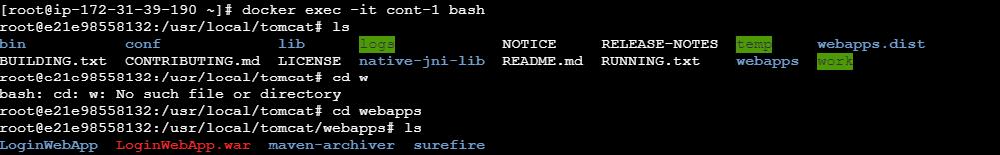 [root@ip-172-31-39-190 ~]# docker exec -it cont-1 bash
root@e21e98558132:/usr/local/tomcat# ls
bin conf lib logs NOTICE RELEASE-NOTES temp webapps.dist
BUILDING.txt CONTRIBUTING.md LICENSE native-jni-lib README.md RUNNING.txt webapps work
root@e21e98558132:/usr/local/tomcat# cd w
bash: cd: w: No such file or directory
root@e21e98558132:/usr/local/tomcat# cd webapps
root@e21e98558132:/usr/local/tomcat/webapps# ls
LoginWebApp LoginWebApp.war maven-archiver surefire